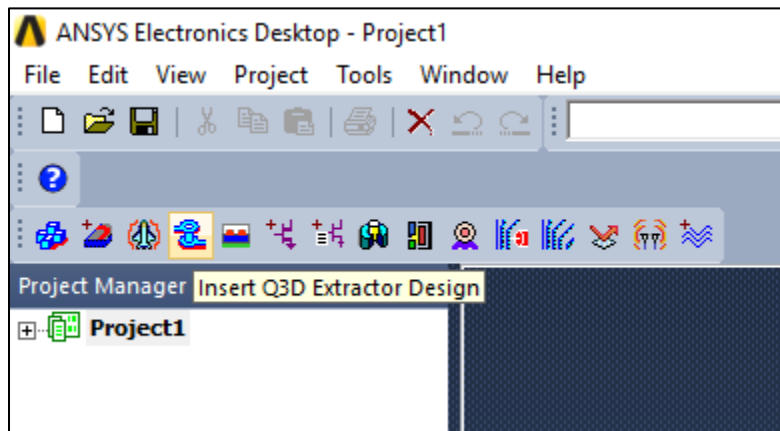 ANSYS Electronics Desktop - Project1
File Edit View Project Tools Window Help
Project Manager
Insert Q3D Extractor Design
Project1